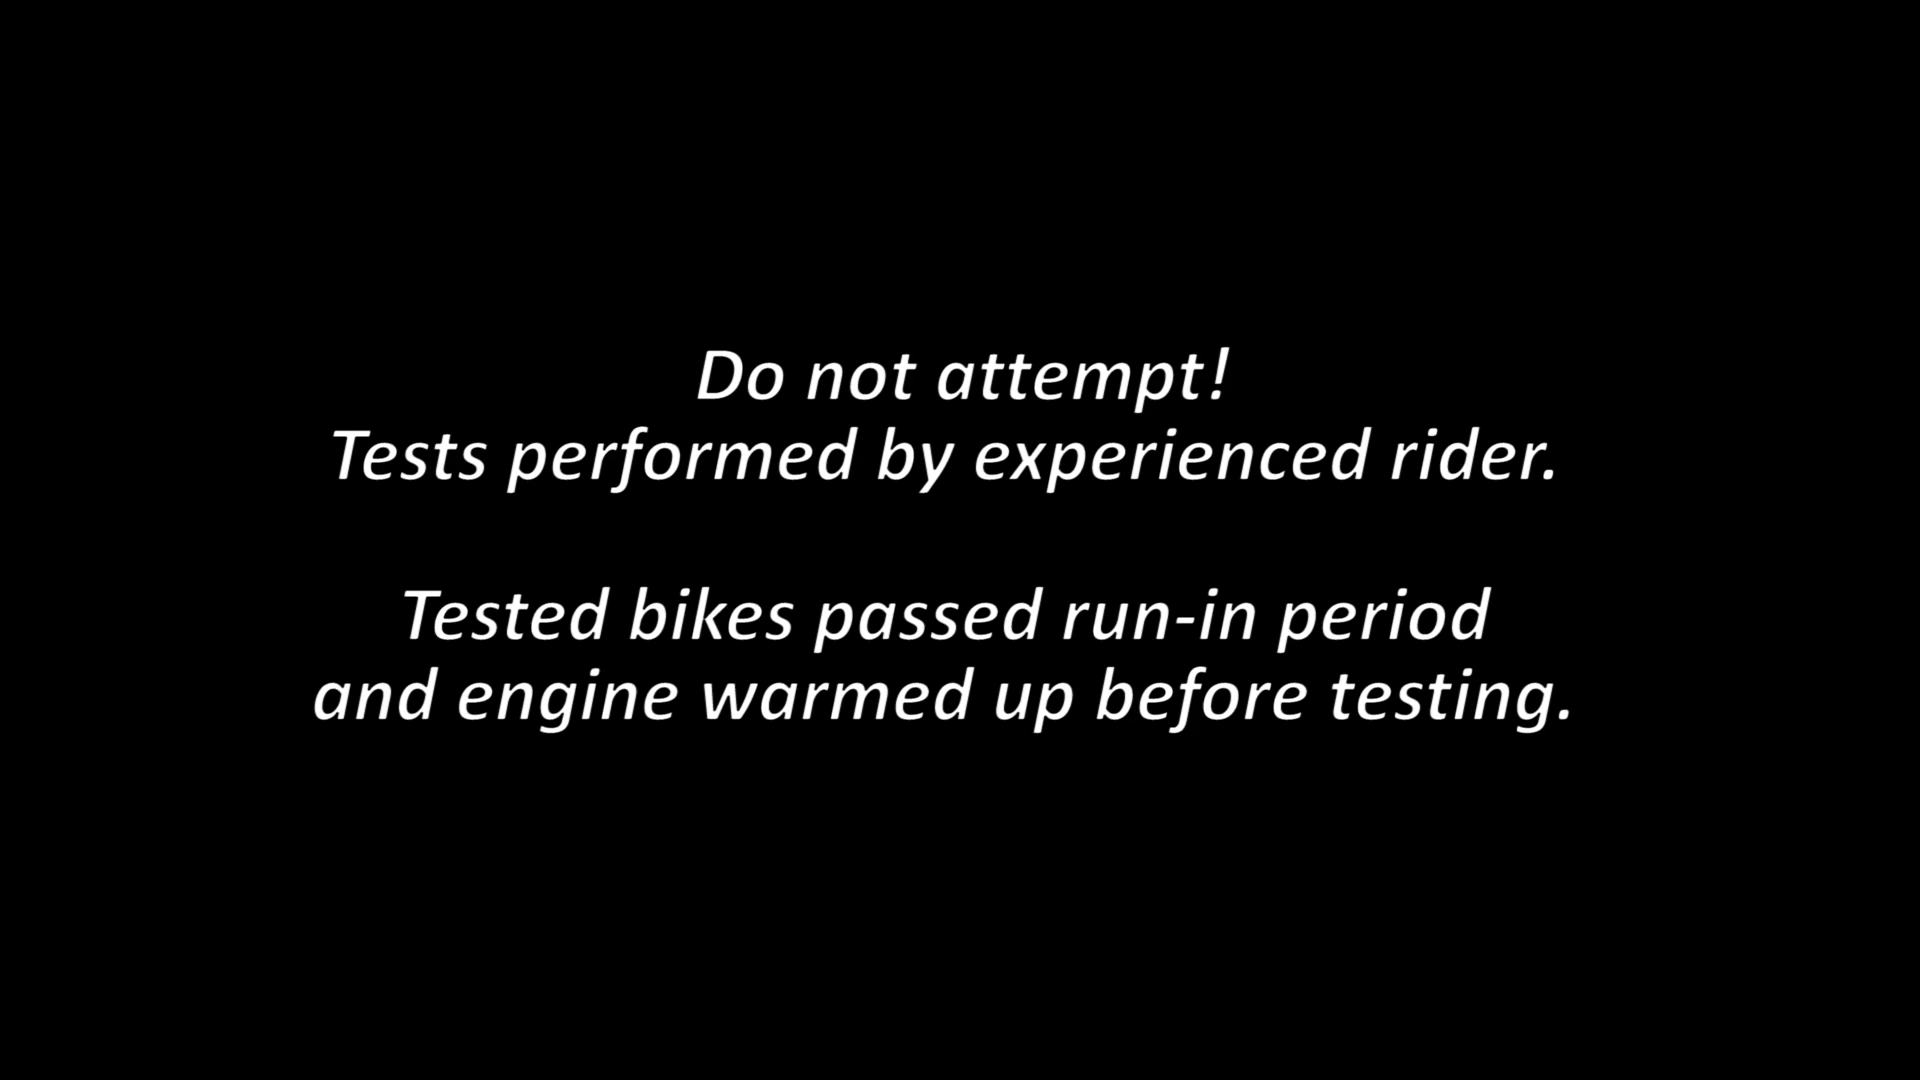 Do not attempt!
Tests performed by experienced rider.
Tested bikes passed run-in period
and engine warmed up before testing.